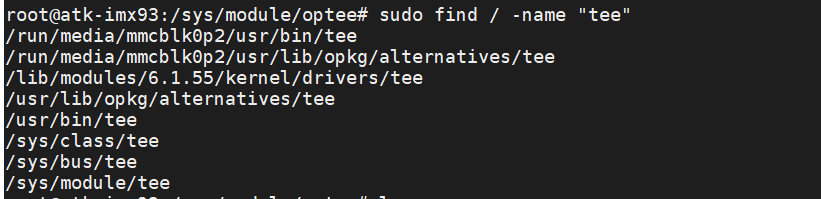 root@atk-imx93:/sys/module/optee# sudo find / -name "tee"
/run/media/mmcblk0p2/usr/bin/tee
/run/media/mmcblk0p2/usr/lib/opkg/alternatives/tee
/lib/modules/6.1.55/kernel/drivers/tee
/usr/lib/opkg/alternatives/tee
/usr/bin/tee
/sys/class/tee
/sys/bus/tee
/sys/module/tee